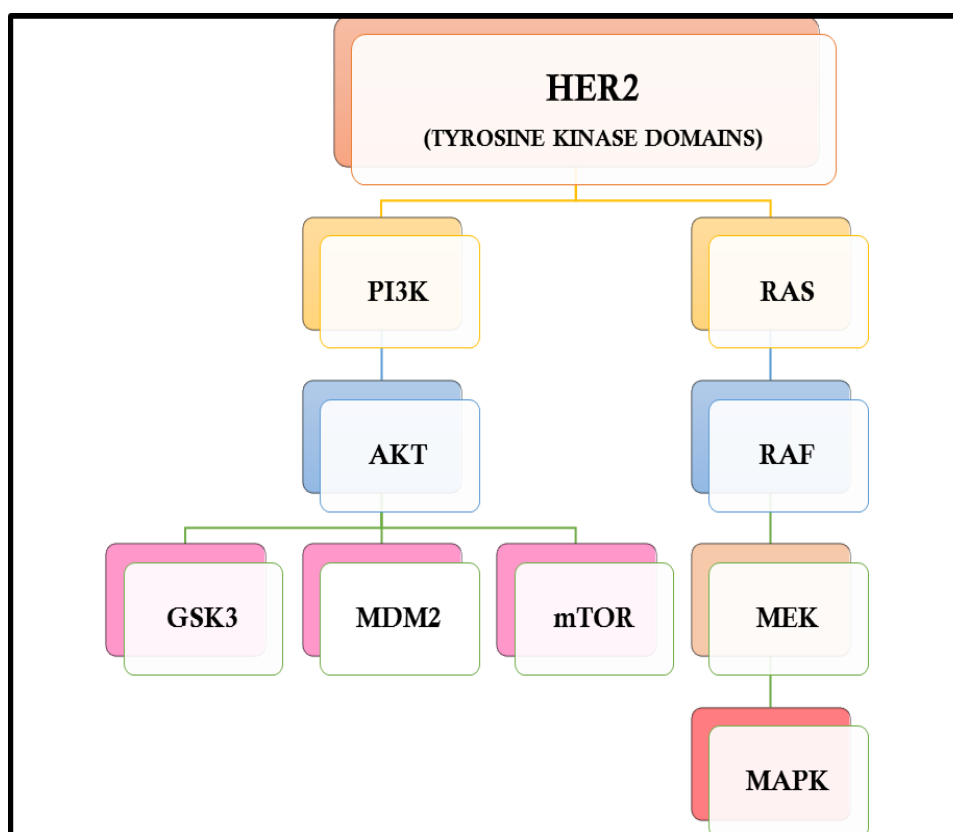 HER2
(TYROSINE KINASE DOMAINS)
PI3K
RAS
AKT
RAF
GSK3
MDM2
mTOR
MEK
MAPK